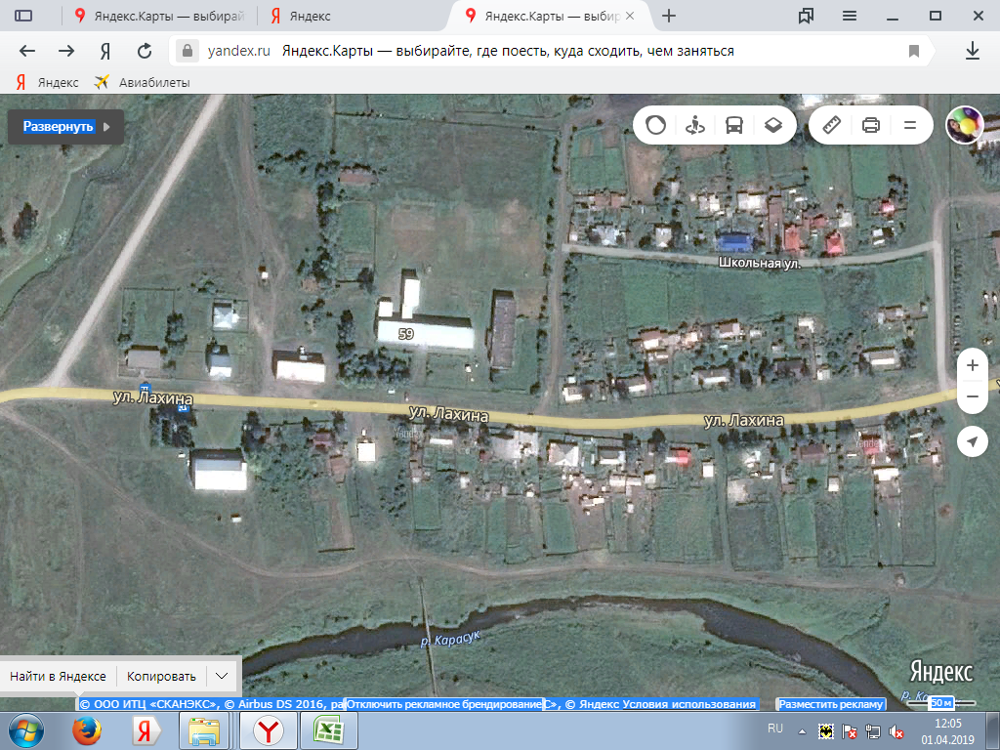 Яндекс.Карты — выбирай
Яндекс
Яндекс.Карты — выбир
yandex.ru Яндекс.Карты — выбирайте, где поесть, куда сходить, чем заняться
Яндекс Авиабилеты
Развернуть
Школьная ул.
59
ул. Лахина
ул. Лахина
ул. Лахина
р. Карасук
Яндекс
Найти в Яндексе Копировать
© ООО ИТЦ «СКАНЭКС», © Airbus DS 2016, ра
Отключить рекламное брендирование
С», © Яндекс Условия использования
Разместить рекламу
50 м
RU
12:05
01.04.2019